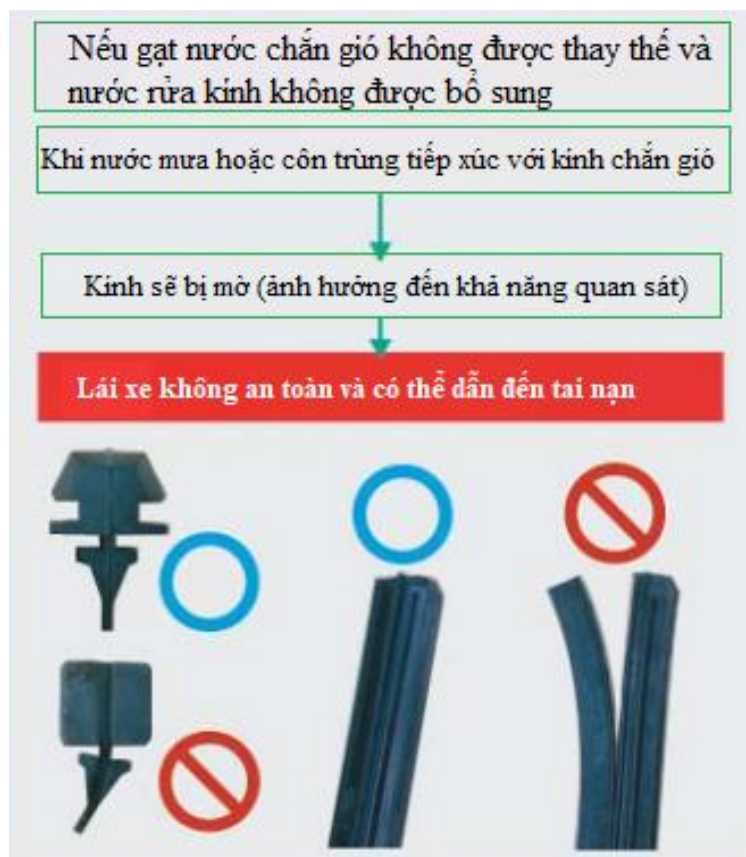 Nếu gạt nước chắn gió không được thay thế và
nước rửa kính không được bổ sung
Khi nước mưa hoặc côn trùng tiếp xúc với kính chắn gió
Kính sẽ bị mờ (ảnh hưởng đến khả năng quan sát)
Lái xe không an toàn và có thể dẫn đến tai nạn